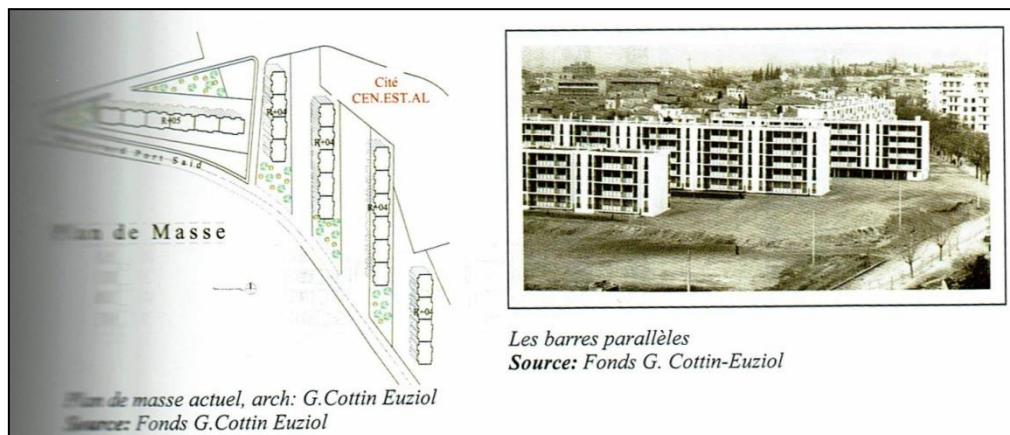 Cité
CEN.EST.AL
R+05
R+04
R+04
R+04
R+04
Port Said
Plan de Masse
Plan de masse actuel, arch: G.Cottin Euziol
Source: Fonds G.Cottin Euziol
Les barres parallèles
Source: Fonds G. Cottin-Euziol